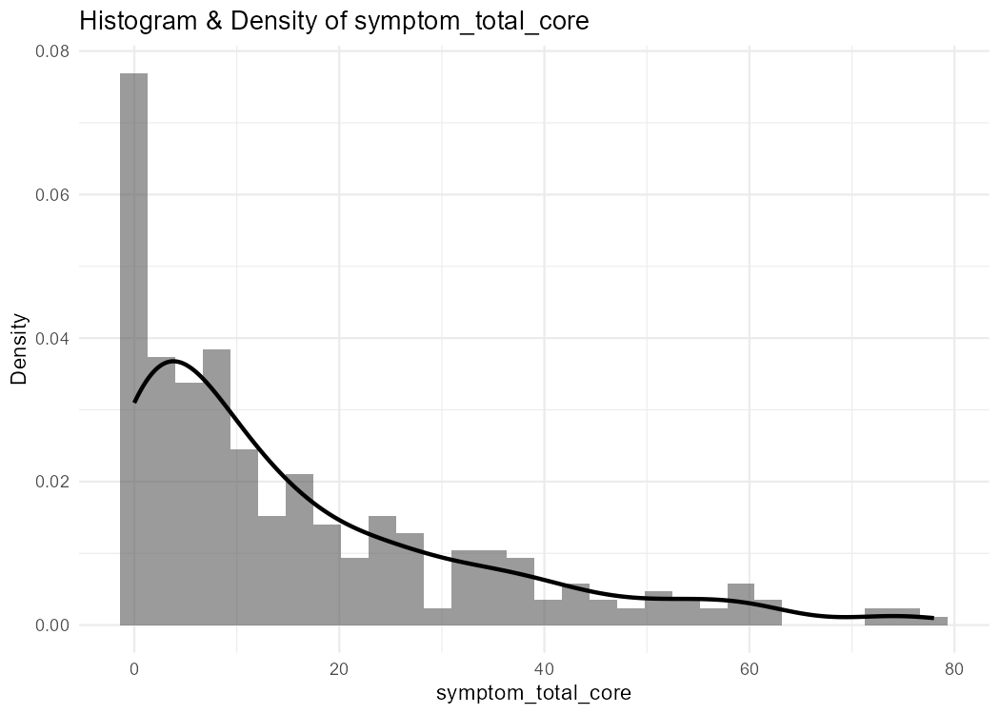 Histogram & Density of symptom_total_core
0.08
0.06
0.04
0.02
0.00
Density
0 20 40 60 80
symptom_total_core